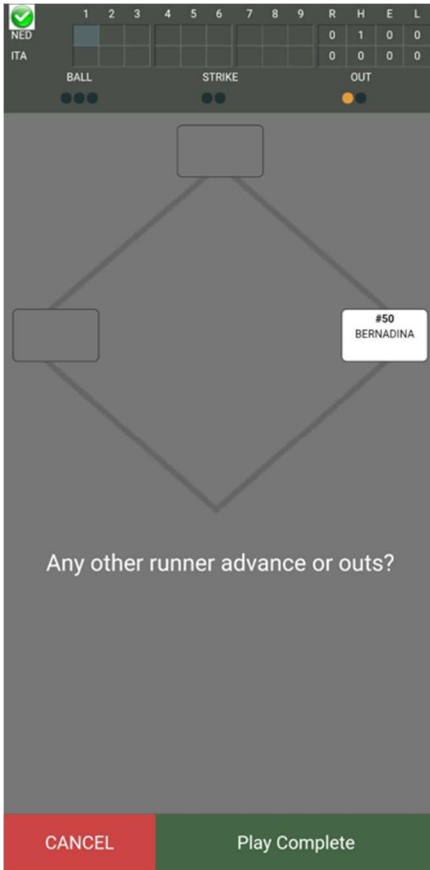 1 2 3 4 5 6 7 8 9 R H E L
NED 0 1 0 0
ITA 0 0 0 0
BALL STRIKE OUT
#50
BERNADINA
Any other runner advance or outs?
CANCEL Play Complete